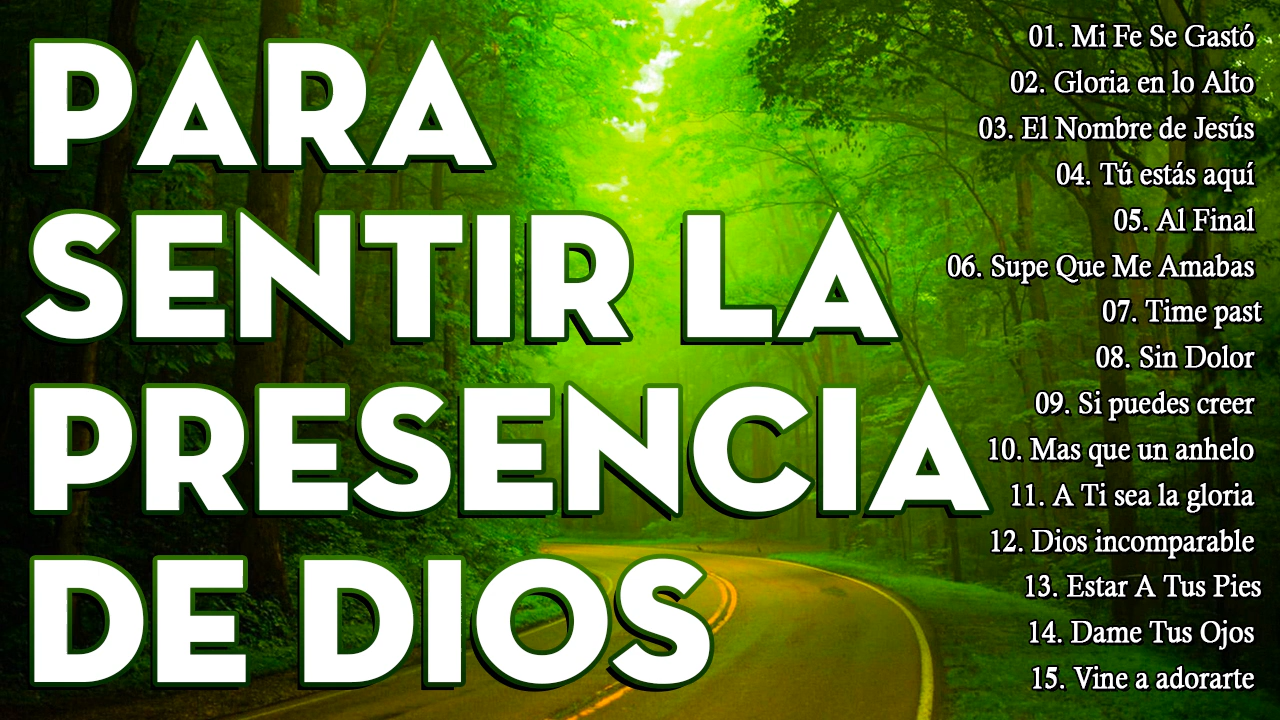 PARA
SENTIR LA
PRESENCIA
DE DIOS
01. Mi Fe Se Gastó
02. Gloria en lo Alto
03. El Nombre de Jesús
04. Tú estás aquí
05. Al Final
06. Supe Que Me Amabas
07. Time past
08. Sin Dolor
09. Si puedes creer
10. Mas que un anhelo
11. A Ti sea la gloria
12. Dios incomparable
13. Estar A Tus Pies
14. Dame Tus Ojos
15. Vine a adorarte